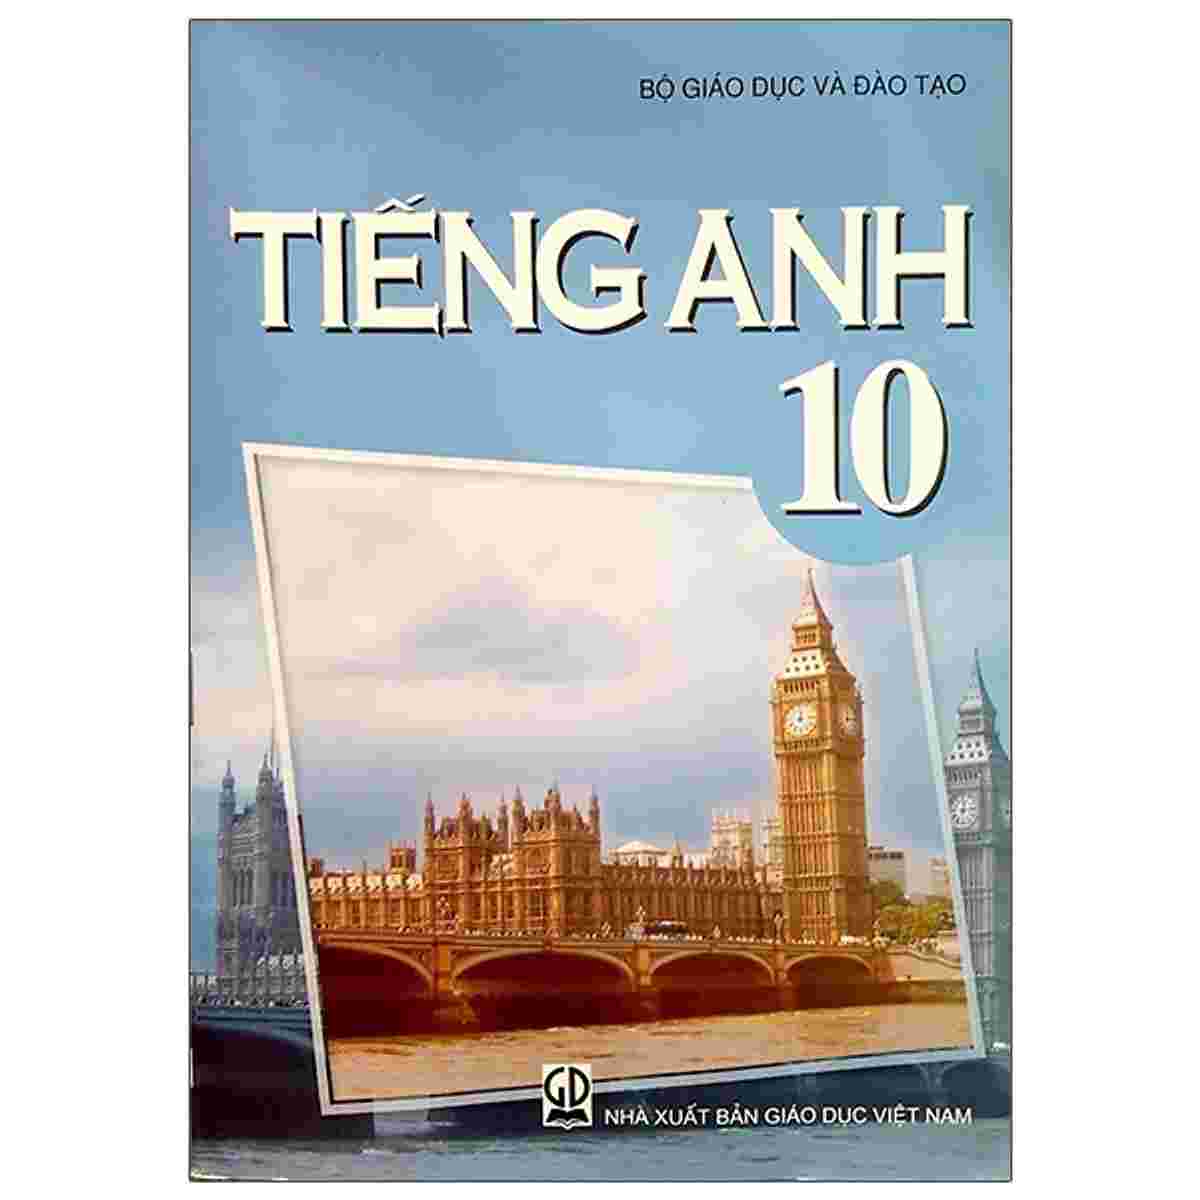 BỘ GIÁO DỤC VÀ ĐÀO TẠO
TIẾNG ANH
10
GD
NHÀ XUẤT BẢN GIÁO DỤC VIỆT NAM